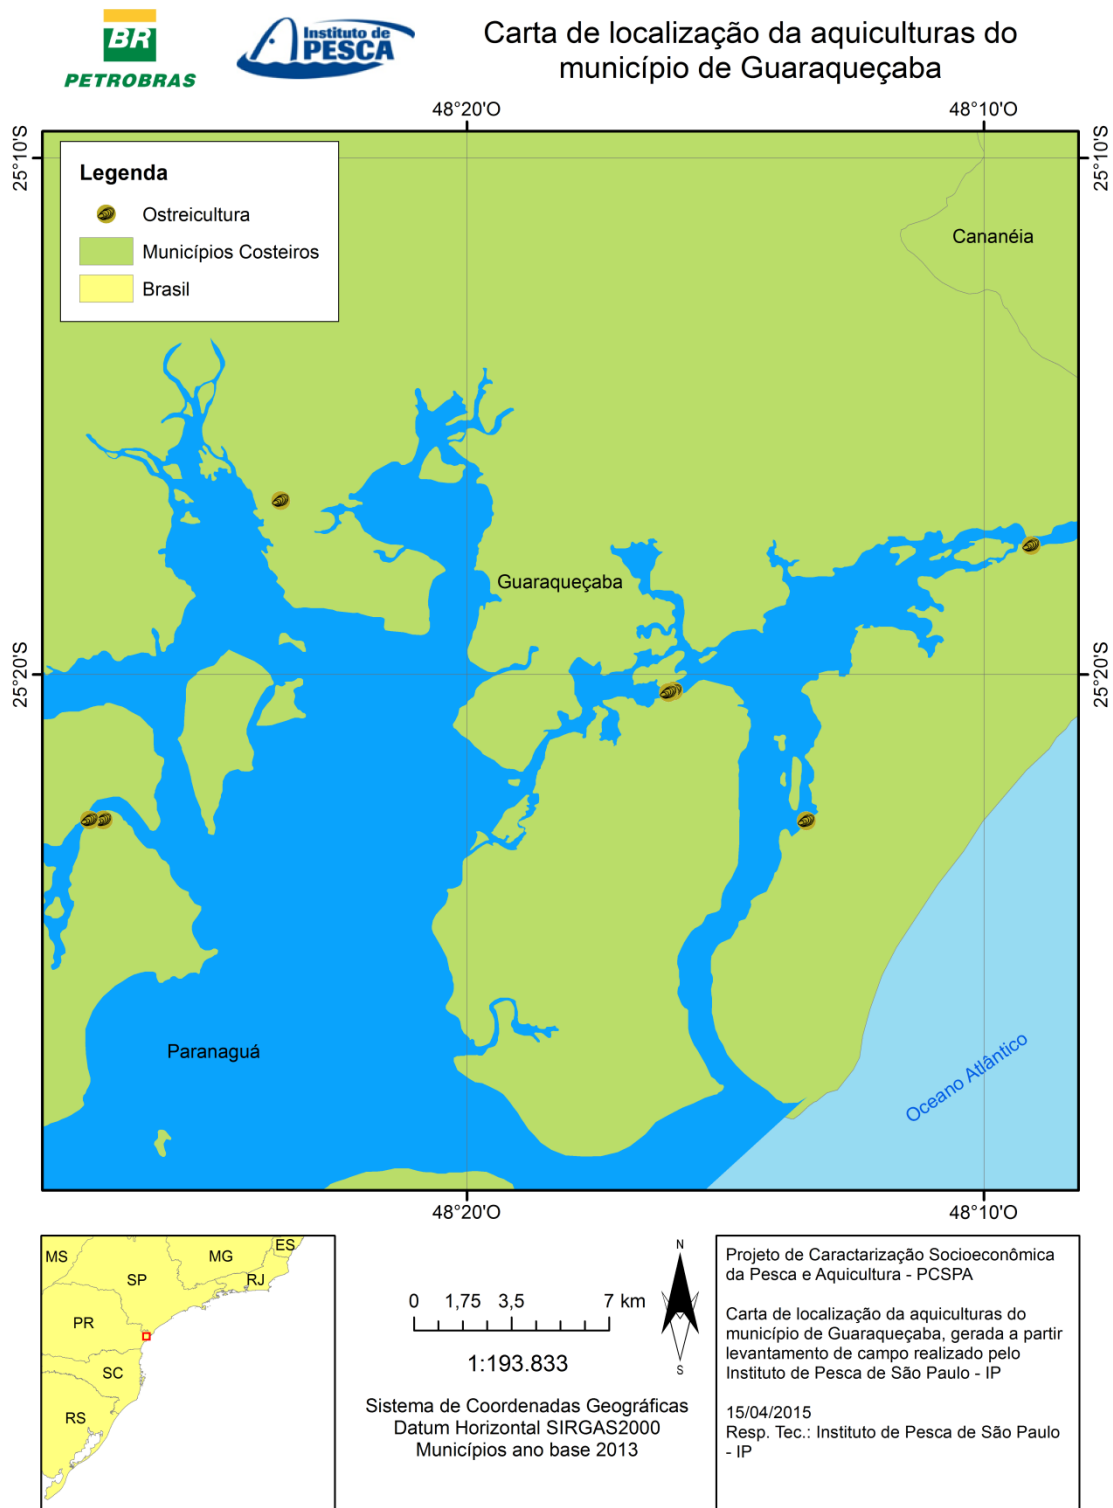 BR
PETROBRAS
Instituto de
PESCA
Carta de localização da aquiculturas do
município de Guaraqueçaba
48°20'O
48°10'O
25°10'S
25°10'S
Legenda
Ostreicultura
Municípios Costeiros
Brasil
Cananéia
Guaraqueçaba
25°20'S
25°20'S
Paranaguá
Oceano Atlântico
48°20'O
48°10'O
MS
MG
ES
SP
RJ
PR
SC
RS
0 1,75 3,5 7 km
1:193.833
Sistema de Coordenadas Geográficas
Datum Horizontal SIRGAS2000
Municípios ano base 2013
N
S
Projeto de Caractarização Socioeconômica
da Pesca e Aquicultura - PCSPA
Carta de localização da aquiculturas do
município de Guaraqueçaba, gerada a partir
levantamento de campo realizado pelo
Instituto de Pesca de São Paulo - IP
15/04/2015
Resp. Tec.: Instituto de Pesca de São Paulo
- IP